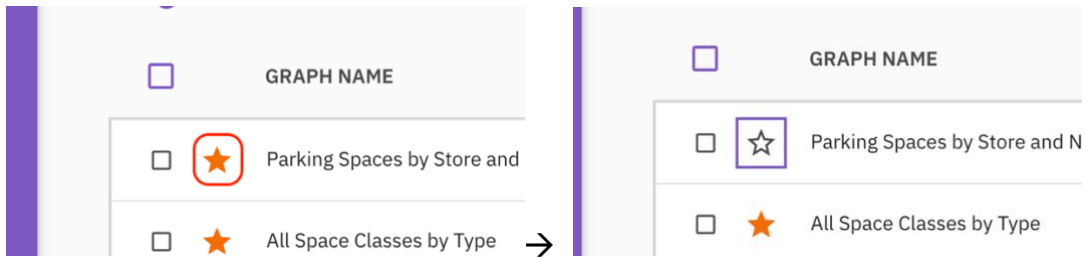 GRAPH NAME
Parking Spaces by Store and
All Space Classes by Type
→
GRAPH NAME
Parking Spaces by Store and N
All Space Classes by Type